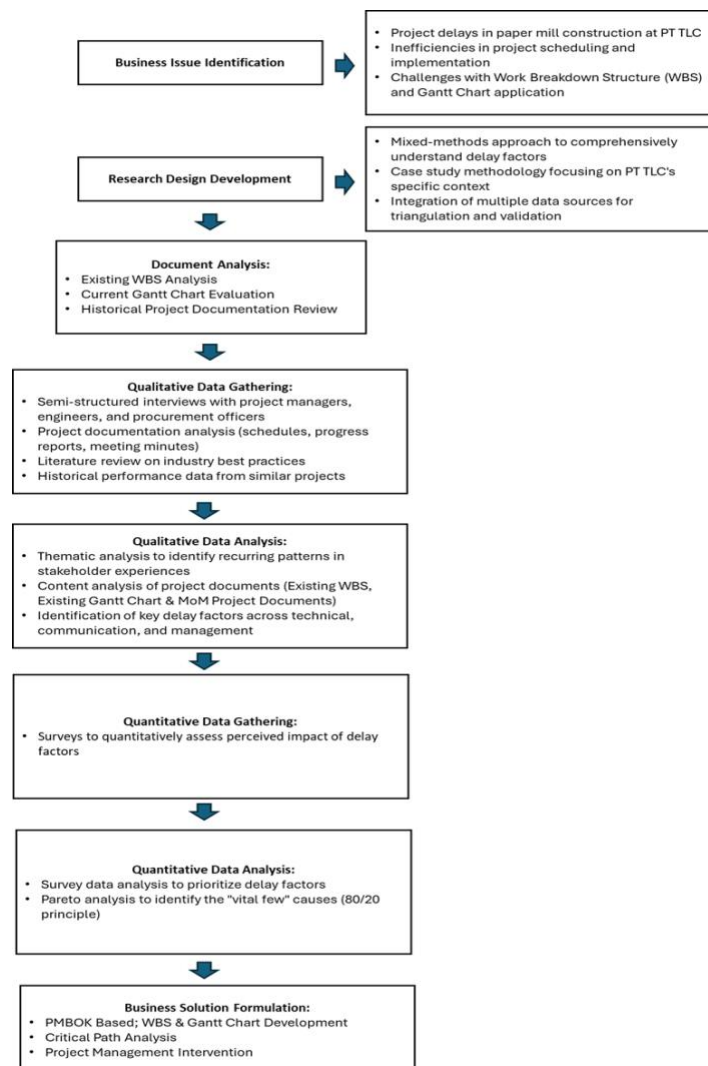 Business Issue Identification
• Project delays in paper mill construction at PT TLC
• Inefficiencies in project scheduling and
implementation
• Challenges with Work Breakdown Structure (WBS)
and Gantt Chart application
Research Design Development
• Mixed-methods approach to comprehensively
understand delay factors
• Case study methodology focusing on PT TLC's
specific context
• Integration of multiple data sources for
triangulation and validation
Document Analysis:
• Existing WBS Analysis
• Current Gantt Chart Evaluation
• Historical Project Documentation Review
Qualitative Data Gathering:
• Semi-structured interviews with project managers,
engineers, and procurement officers
• Project documentation analysis (schedules, progress
reports, meeting minutes)
• Literature review on industry best practices
• Historical performance data from similar projects
Qualitative Data Analysis:
• Thematic analysis to identify recurring patterns in
stakeholder experiences
• Content analysis of project documents (Existing WBS,
Existing Gantt Chart & MoM Project Documents)
• Identification of key delay factors across technical,
communication, and management
Quantitative Data Gathering:
• Surveys to quantitatively assess perceived impact of delay
factors
Quantitative Data Analysis:
• Survey data analysis to prioritize delay factors
• Pareto analysis to identify the "vital few" causes (80/20
principle)
Business Solution Formulation:
• PMBOK Based; WBS & Gantt Chart Development
• Critical Path Analysis
• Project Management Intervention